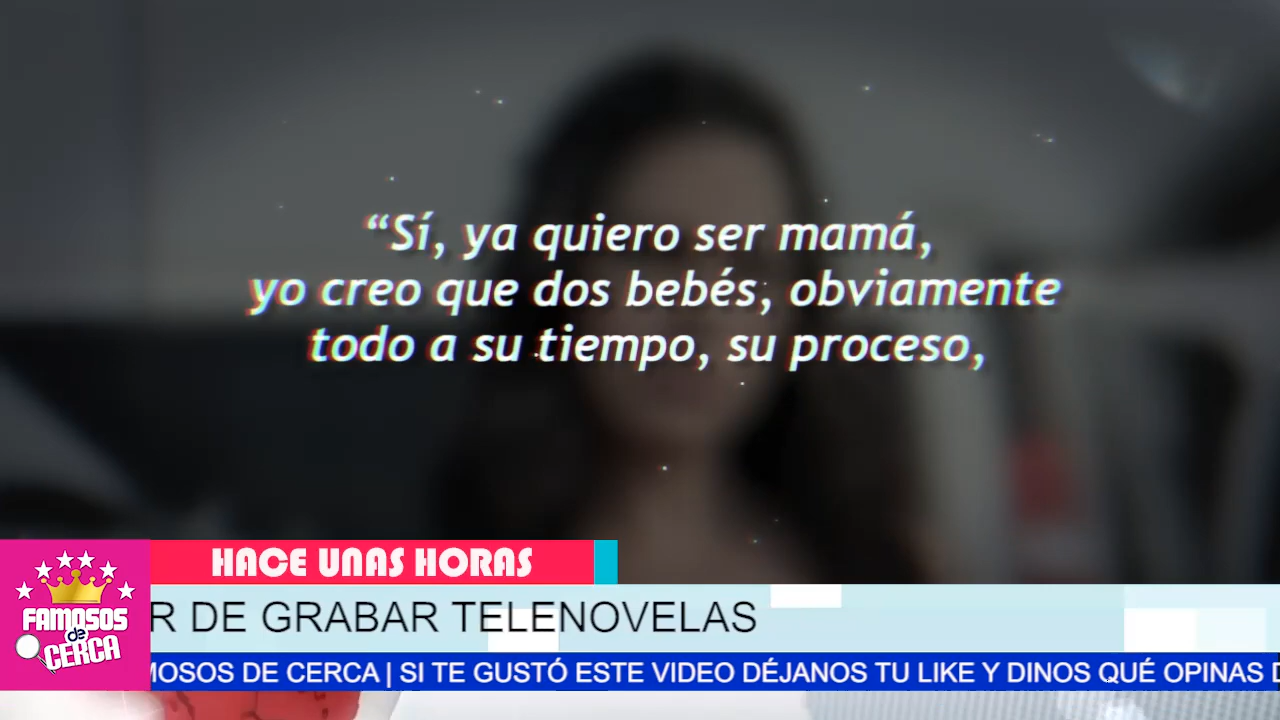 “Sí, ya quiero ser mamá,
yo creo que dos bebés, obviamente
todo a su tiempo, su proceso,
HACE UNAS HORAS
R DE GRABAR TELENOVELAS
FAMOSOS
de
CERCA
MOSOS DE CERCA | SI TE GUSTÓ ESTE VIDEO DÉJANOS TU LIKE Y DINOS QUÉ OPINAS D